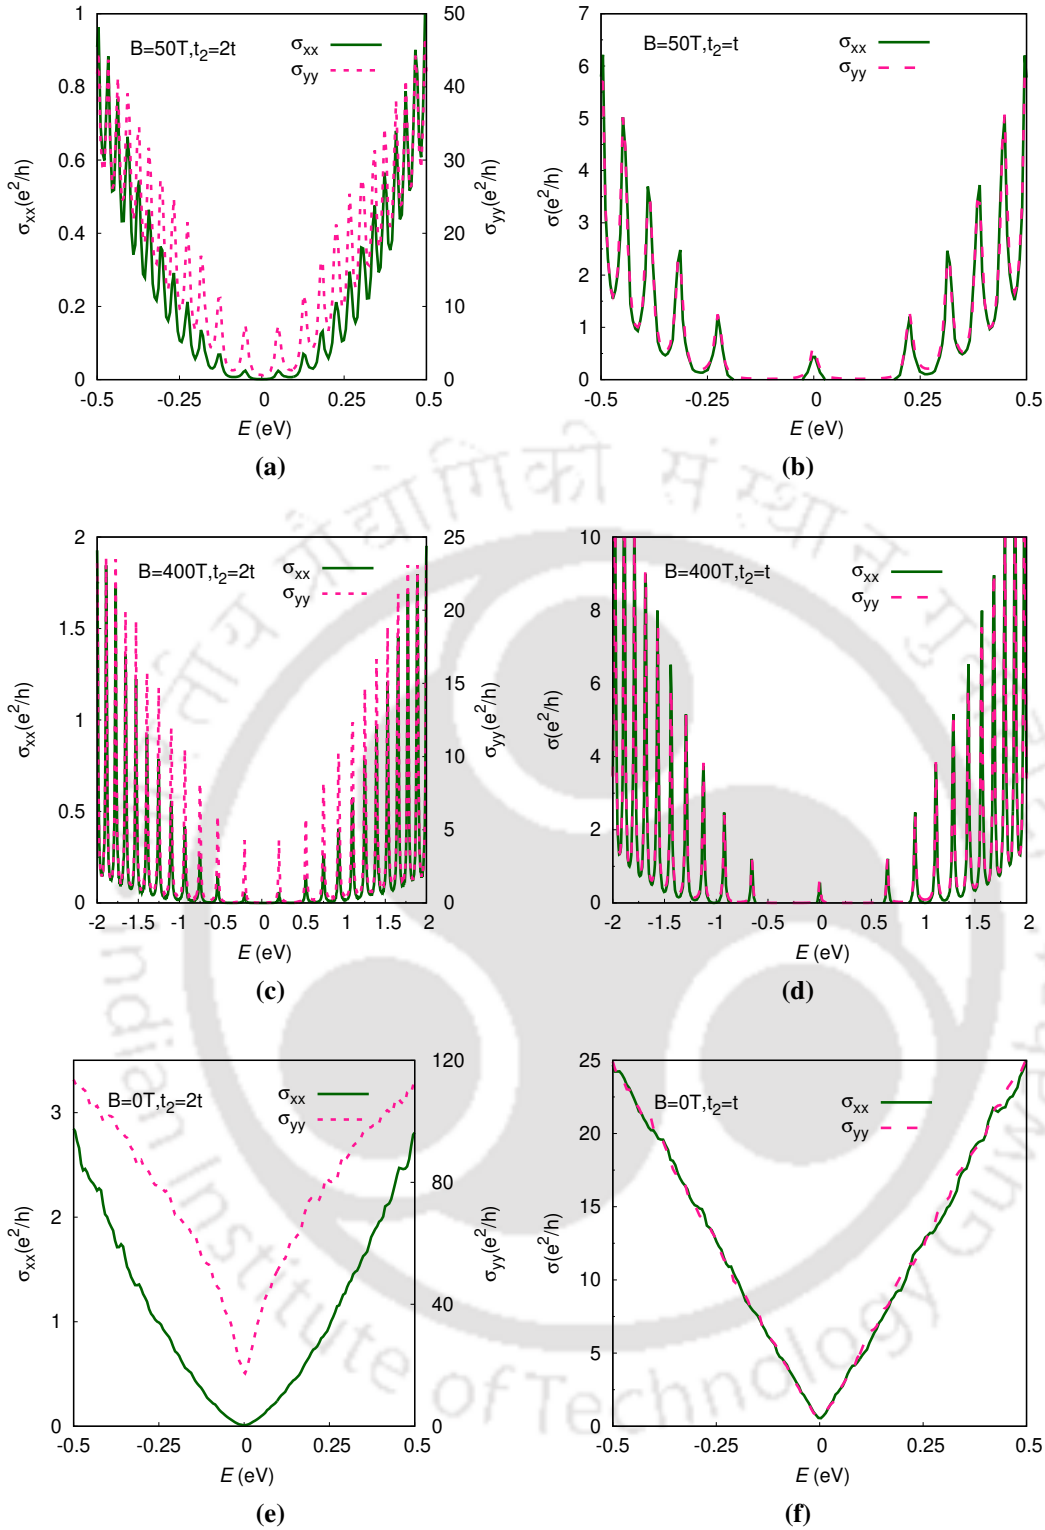 B=50T,t₂=2t
σxx
σyy
1
0.8
0.6
0.4
0.2
0
50
40
30
20
10
0
-0.5 -0.25 0 0.25 0.5
σxx(e²/h)
σyy(e²/h)
E (eV)
(a)
B=50T,t₂=t
σxx
σyy
7
6
5
4
3
2
1
0
-0.5 -0.25 0 0.25 0.5
σ(e²/h)
E (eV)
(b)
B=400T,t₂=2t
σxx
σyy
2
1.5
1
0.5
0
25
20
15
10
5
0
-2 -1.5 -1 -0.5 0 0.5 1 1.5 2
σxx(e²/h)
σyy(e²/h)
E (eV)
(c)
B=400T,t₂=t
σxx
σyy
10
8
6
4
2
0
-2 -1.5 -1 -0.5 0 0.5 1 1.5 2
σ(e²/h)
E (eV)
(d)
B=0T,t₂=2t
σxx
σyy
3
2
1
0
120
80
40
0
-0.5 -0.25 0 0.25 0.5
σxx(e²/h)
σyy(e²/h)
E (eV)
(e)
B=0T,t₂=t
σxx
σyy
25
20
15
10
5
0
-0.5 -0.25 0 0.25 0.5
σ(e²/h)
E (eV)
(f)
Indian Institute of Technology